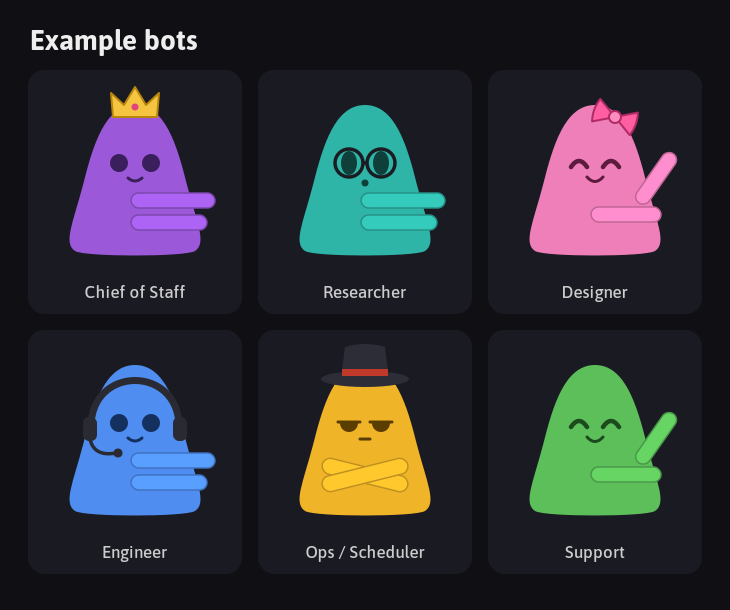 Example bots
Chief of Staff
Researcher
Designer
Engineer
Ops / Scheduler
Support